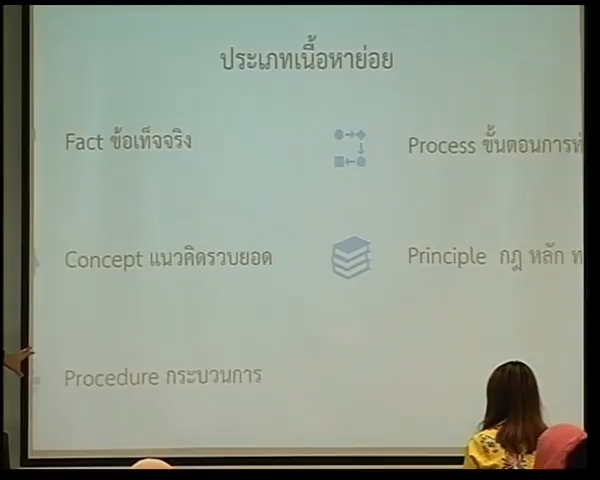 ประเภทเนื้อหาย่อย
Fact ข้อเท็จจริง
Process ขั้นตอนการ
Concept แนวคิดรวบยอด
Principle กฎ หลัก
Procedure กระบวนการ